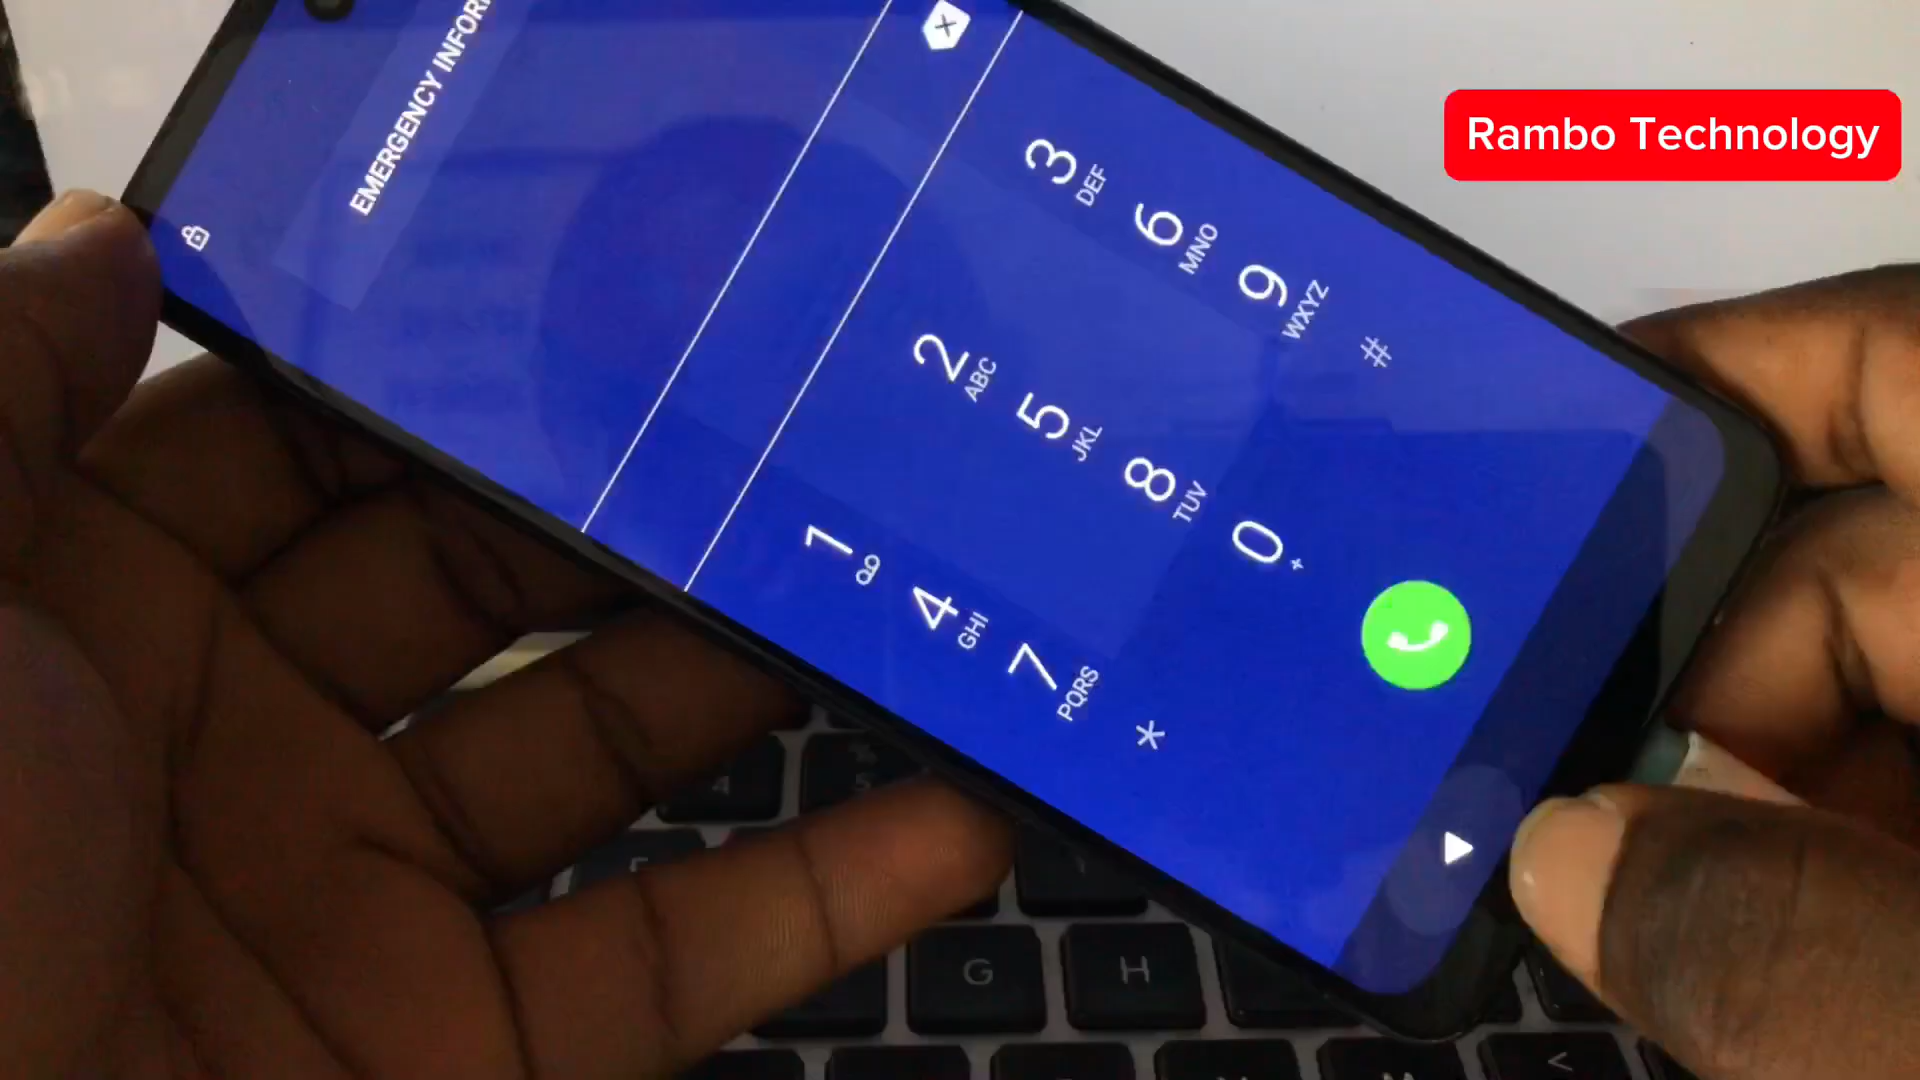 Rambo Technology
EMERGENCY INFOR
1
2 ABC
3 DEF
4 GHI
5 JKL
6 MNO
7 PQRS
8 TUV
9 WXYZ
*
0 +
#
G H
<